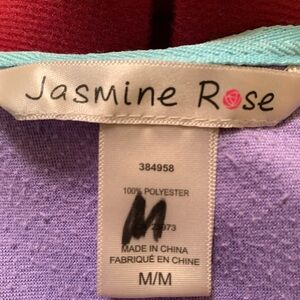 Jasmine Rose
384958
100% POLYESTER
M
MADE IN CHINA
FABRIQUÉ EN CHINE
M/M